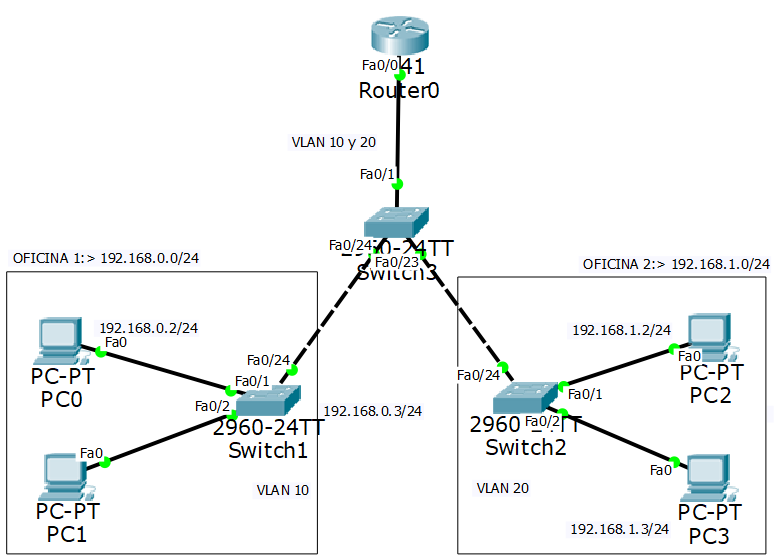 Fa0/0 41
Router0
VLAN 10 y 20
Fa0/1
Fa0/24
2960-24TT
Fa0/23
Switch3
OFICINA 1:> 192.168.0.0/24
OFICINA 2:> 192.168.1.0/24
192.168.0.2/24
Fa0
PC-PT
PC0
Fa0/24
Fa0/1
Fa0/2
192.168.0.3/24
2960-24TT
Switch1
Fa0
PC-PT
PC1
VLAN 10
192.168.1.2/24
Fa0
PC-PT
PC2
Fa0/24
Fa0/1
2960 TT
Fa0/2
Switch2
Fa0
PC-PT
PC3
VLAN 20
192.168.1.3/24